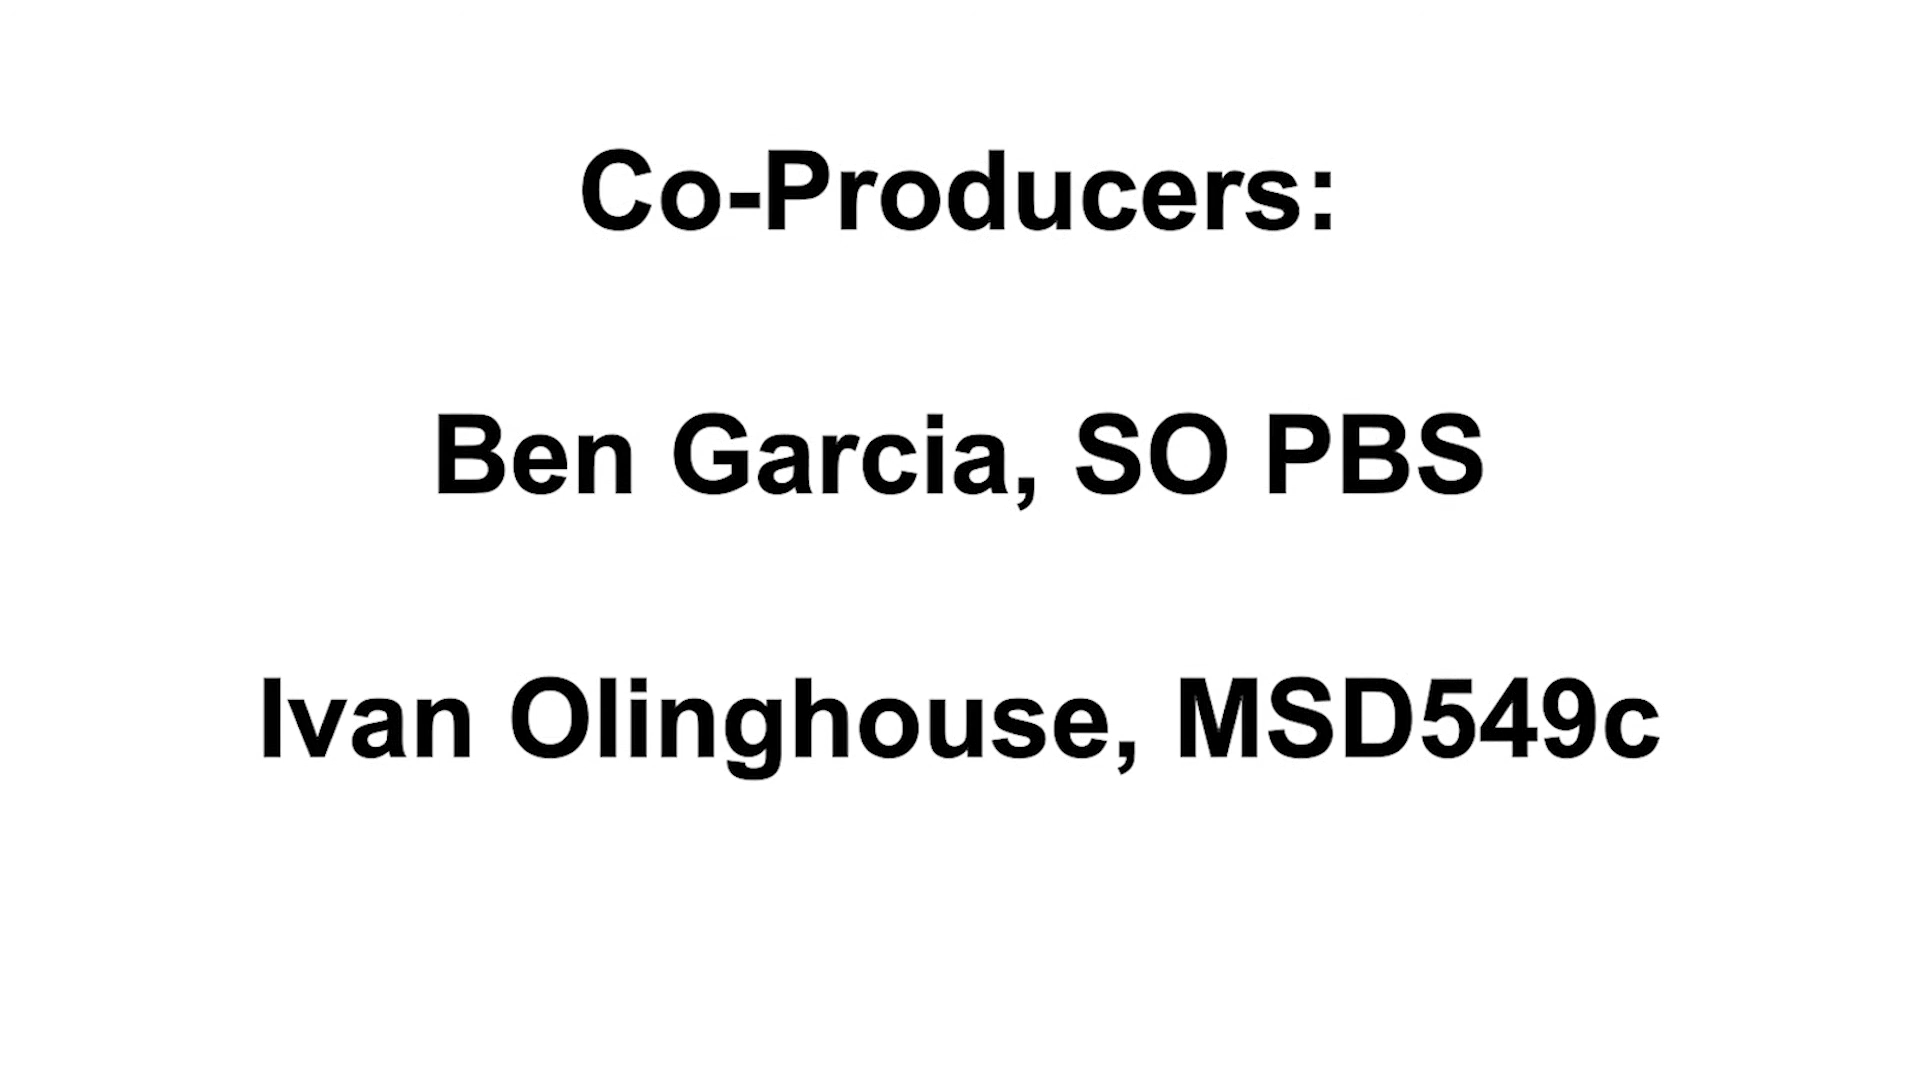 Co-Producers:
Ben Garcia, SO PBS
Ivan Olinghouse, MSD549c